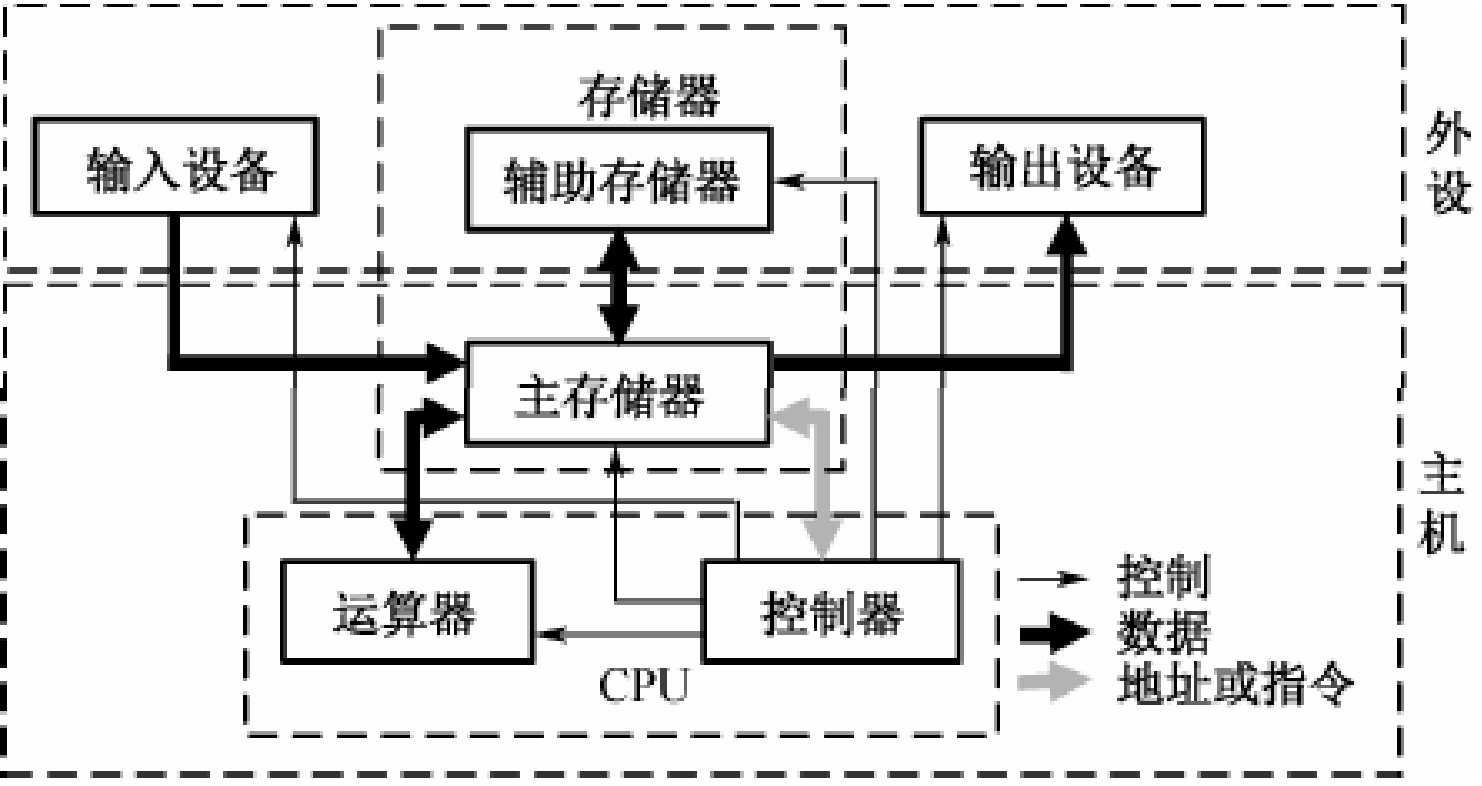 存储器
输入设备
辅助存储器
输出设备
外设
主存储器
主机
运算器
控制器
CPU
控制
数据
地址或指令